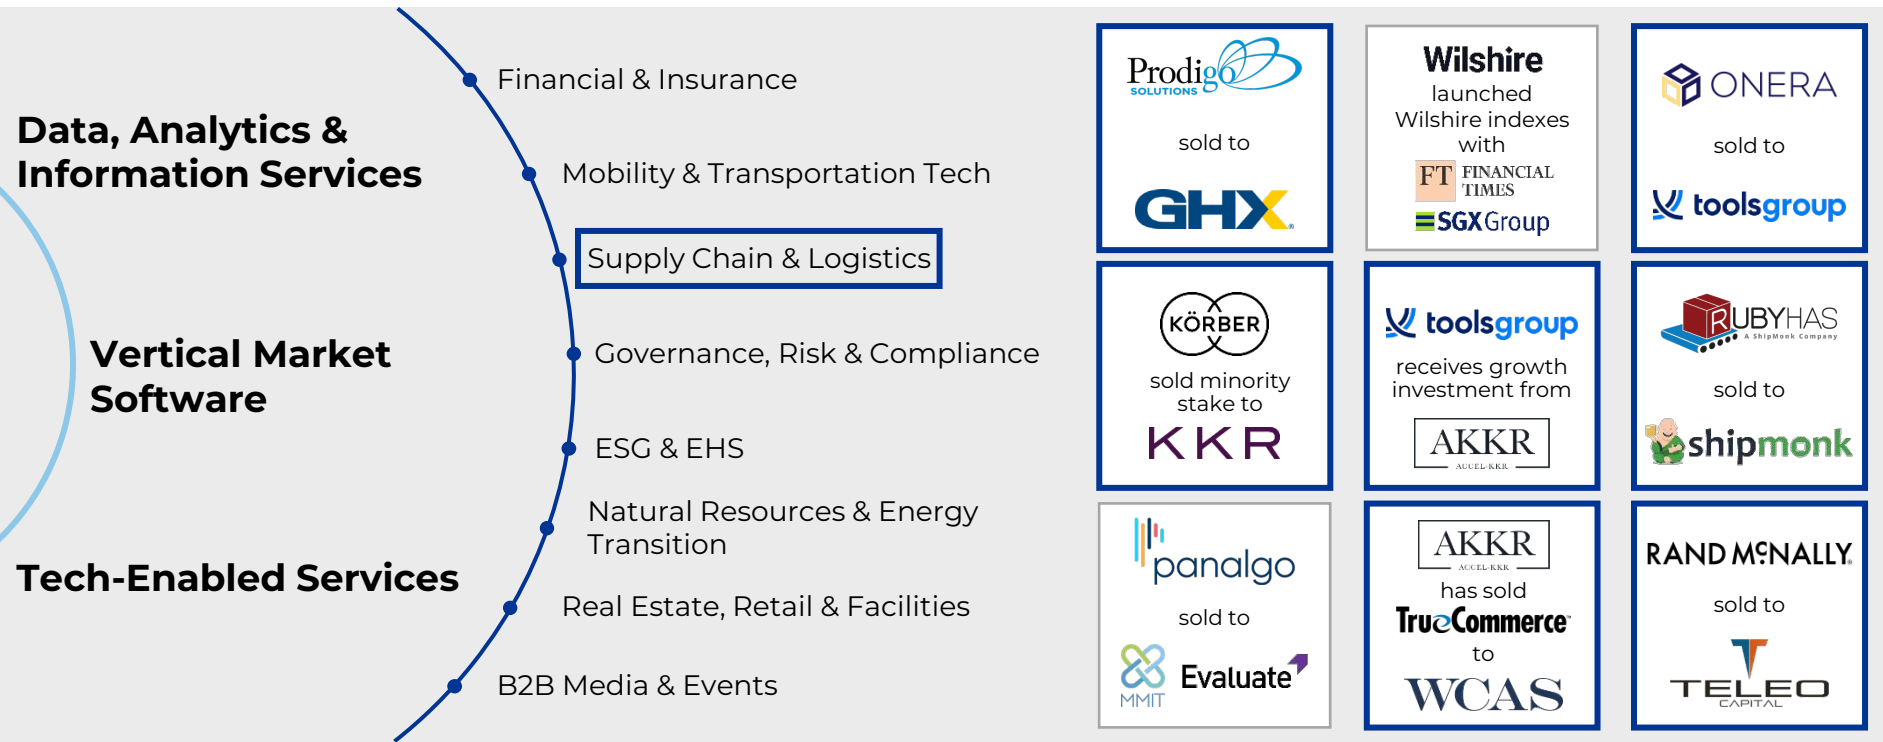 Data, Analytics &
Information Services
Vertical Market
Software
Tech-Enabled Services
Financial & Insurance
Mobility & Transportation Tech
Supply Chain & Logistics
Governance, Risk & Compliance
ESG & EHS
Natural Resources & Energy
Transition
Real Estate, Retail & Facilities
B2B Media & Events
Prodigo
SOLUTIONS
sold to
GHX
Wilshire
launched
Wilshire indexes
with
FT FINANCIAL
TIMES
SGX Group
ONERA
sold to
toolsgroup
KÖRBER
sold minority
stake to
KKR
toolsgroup
receives growth
investment from
AKKR
ACCEL-KKR
RUBYHAS
A ShipMonk Company
sold to
shipmonk
panalgo
sold to
MMIT
Evaluate
AKKR
ACCEL-KKR
has sold
TrueCommerce
to
WCAS
RAND McNALLY
sold to
TELEO
CAPITAL